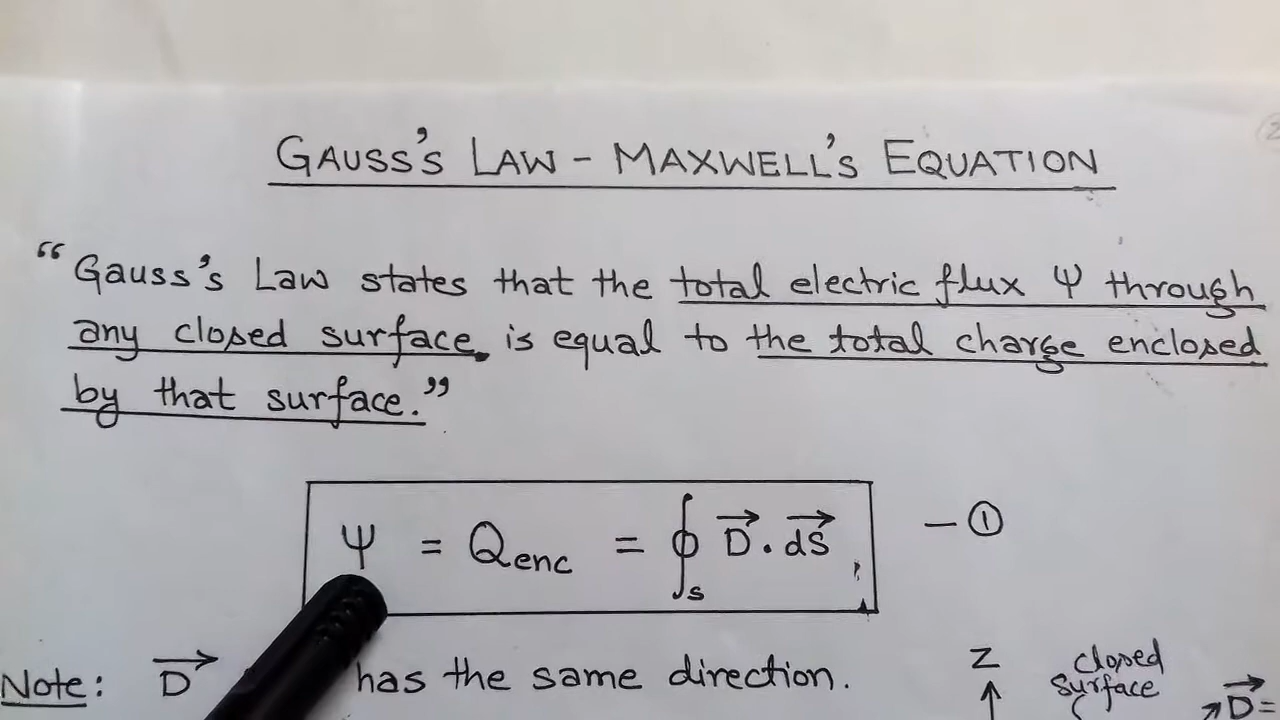 GAUSS'S LAW - MAXWELL'S EQUATION
"Gauss's Law states that the total electric flux Ψ through
any closed surface is equal to the total charge enclosed
by that surface."
Ψ = Qenc = ∮s D⃗ . dS⃗ - ①
Note: D⃗ has the same direction.
Z
closed
surface
D⃗ =